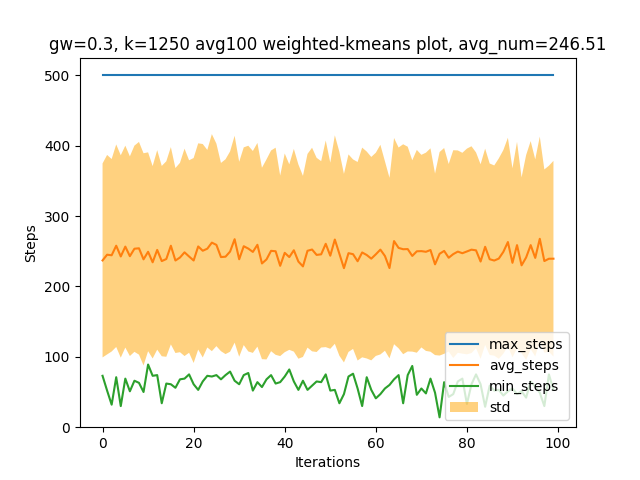 gw=0.3, k=1250 avg100 weighted-kmeans plot, avg_num=246.51
500
400
300
200
100
0
Steps
max_steps
avg_steps
min_steps
std
0
20
40
60
80
100
Iterations